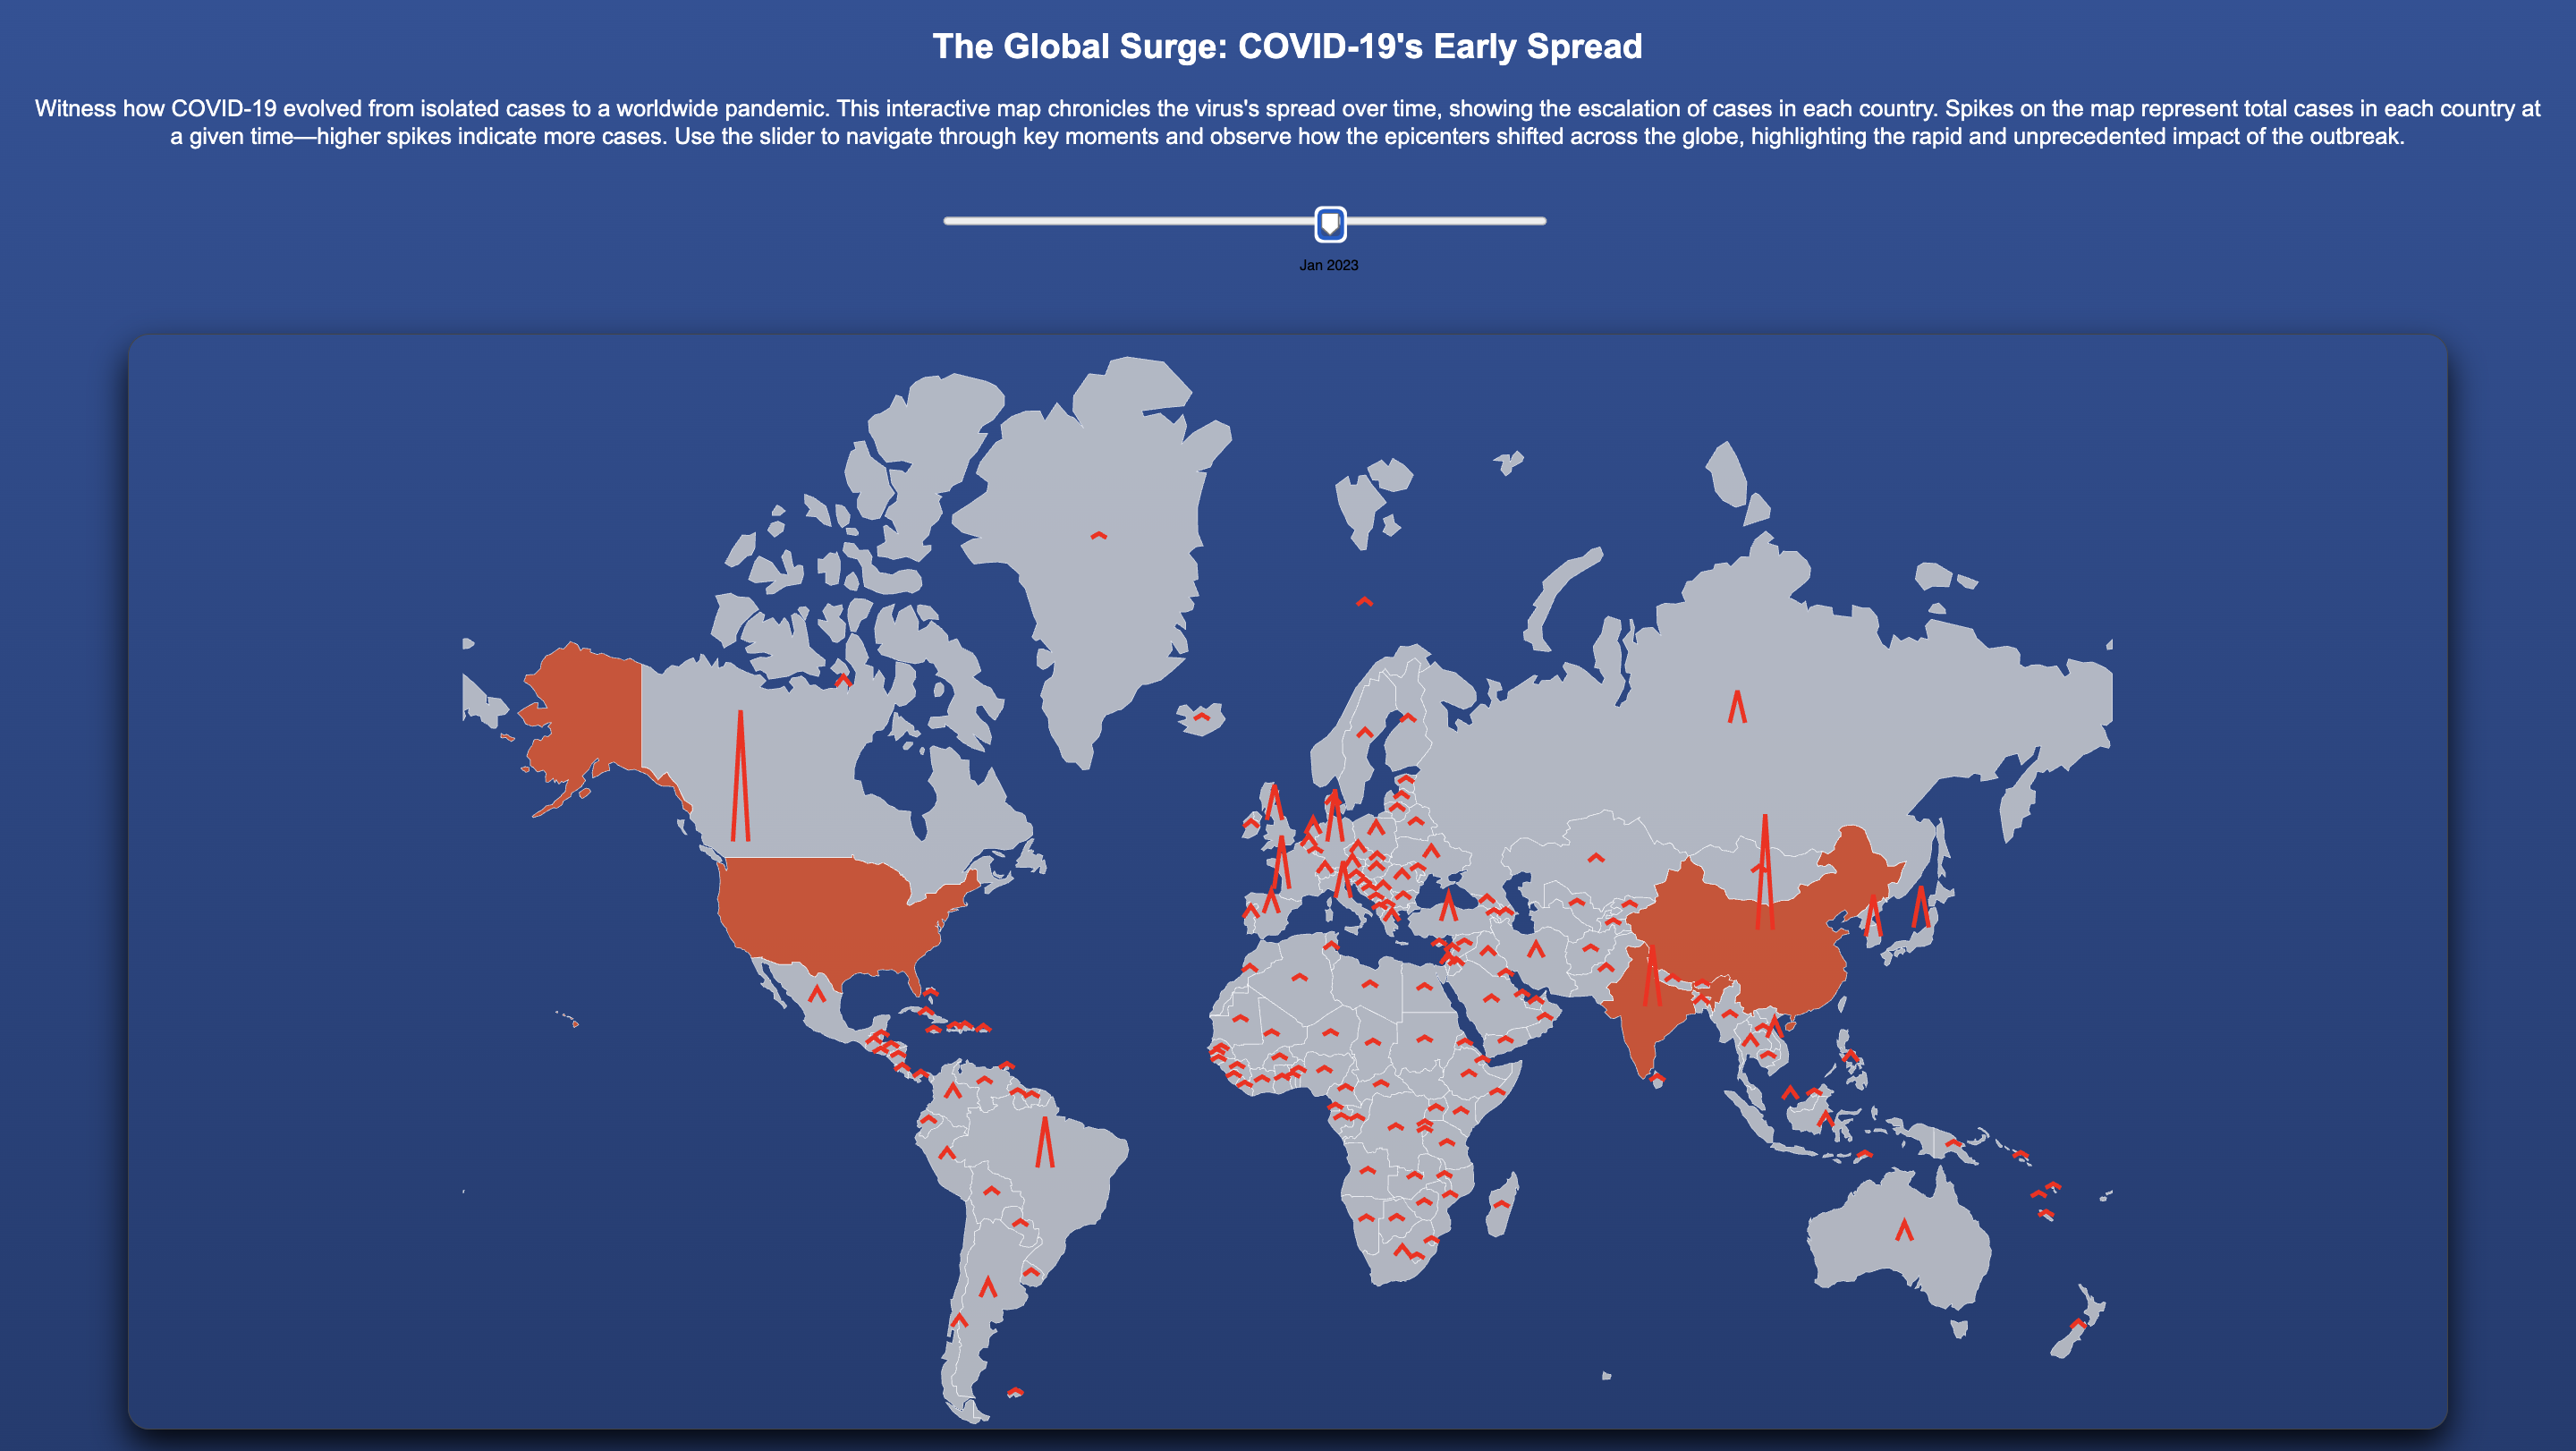 The Global Surge: COVID-19's Early Spread
Witness how COVID-19 evolved from isolated cases to a worldwide pandemic. This interactive map chronicles the virus's spread over time, showing the escalation of cases in each country. Spikes on the map represent total cases in each country at
a given time—higher spikes indicate more cases. Use the slider to navigate through key moments and observe how the epicenters shifted across the globe, highlighting the rapid and unprecedented impact of the outbreak.
Jan 2023